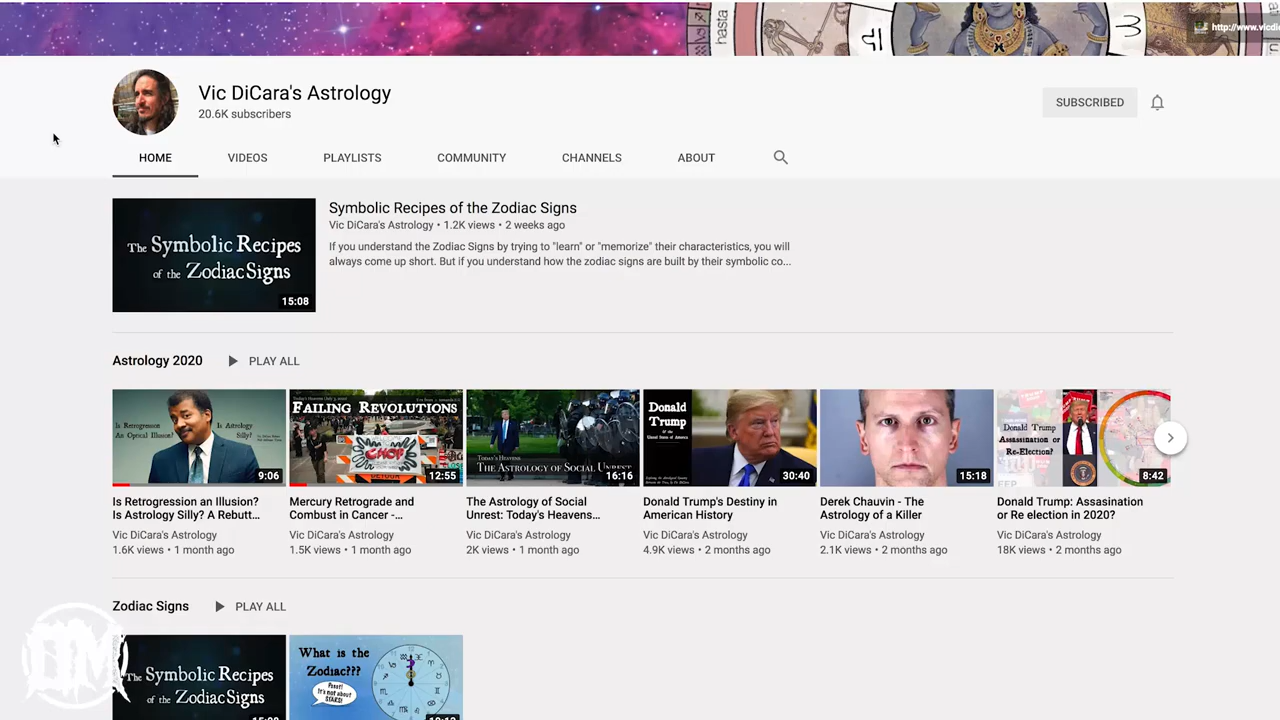 hasta
http://www.vicdic
Vic DiCara's Astrology
20.6K subscribers
SUBSCRIBED
HOME
VIDEOS
PLAYLISTS
COMMUNITY
CHANNELS
ABOUT
The Symbolic Recipes
of the Zodiac Signs
15:08
Symbolic Recipes of the Zodiac Signs
Vic DiCara's Astrology • 1.2K views • 2 weeks ago
If you understand the Zodiac Signs by trying to "learn" or "memorize" their characteristics, you will
always come up short. But if you understand how the zodiac signs are built by their symbolic co...
Astrology 2020
PLAY ALL
Is Retrogression
An Optical Illusion?
Is Astrology
Silly?
9:06
Is Retrogression an Illusion?
Is Astrology Silly? A Rebutt...
Vic DiCara's Astrology
1.6K views • 1 month ago
FAILING REVOLUTIONS
CHOP
12:55
Mercury Retrograde and
Combust in Cancer -...
Vic DiCara's Astrology
1.5K views • 1 month ago
Today's Heavens
THE ASTROLOGY OF SOCIAL UNREST
16:16
The Astrology of Social
Unrest: Today's Heavens...
Vic DiCara's Astrology
2K views • 1 month ago
Donald
Trump
30:40
Donald Trump's Destiny in
American History
Vic DiCara's Astrology
4.9K views • 2 months ago
15:18
Derek Chauvin - The
Astrology of a Killer
Vic DiCara's Astrology
2.1K views • 2 months ago
Donald Trump:
Assassination or
Re-Election?
8:42
Donald Trump: Assasination
or Re election in 2020?
Vic DiCara's Astrology
18K views • 2 months ago
Zodiac Signs
PLAY ALL
The Symbolic Recipes
of the Zodiac Signs
What is the
Zodiac???
Pssst!
It's not about
STARS!
DM